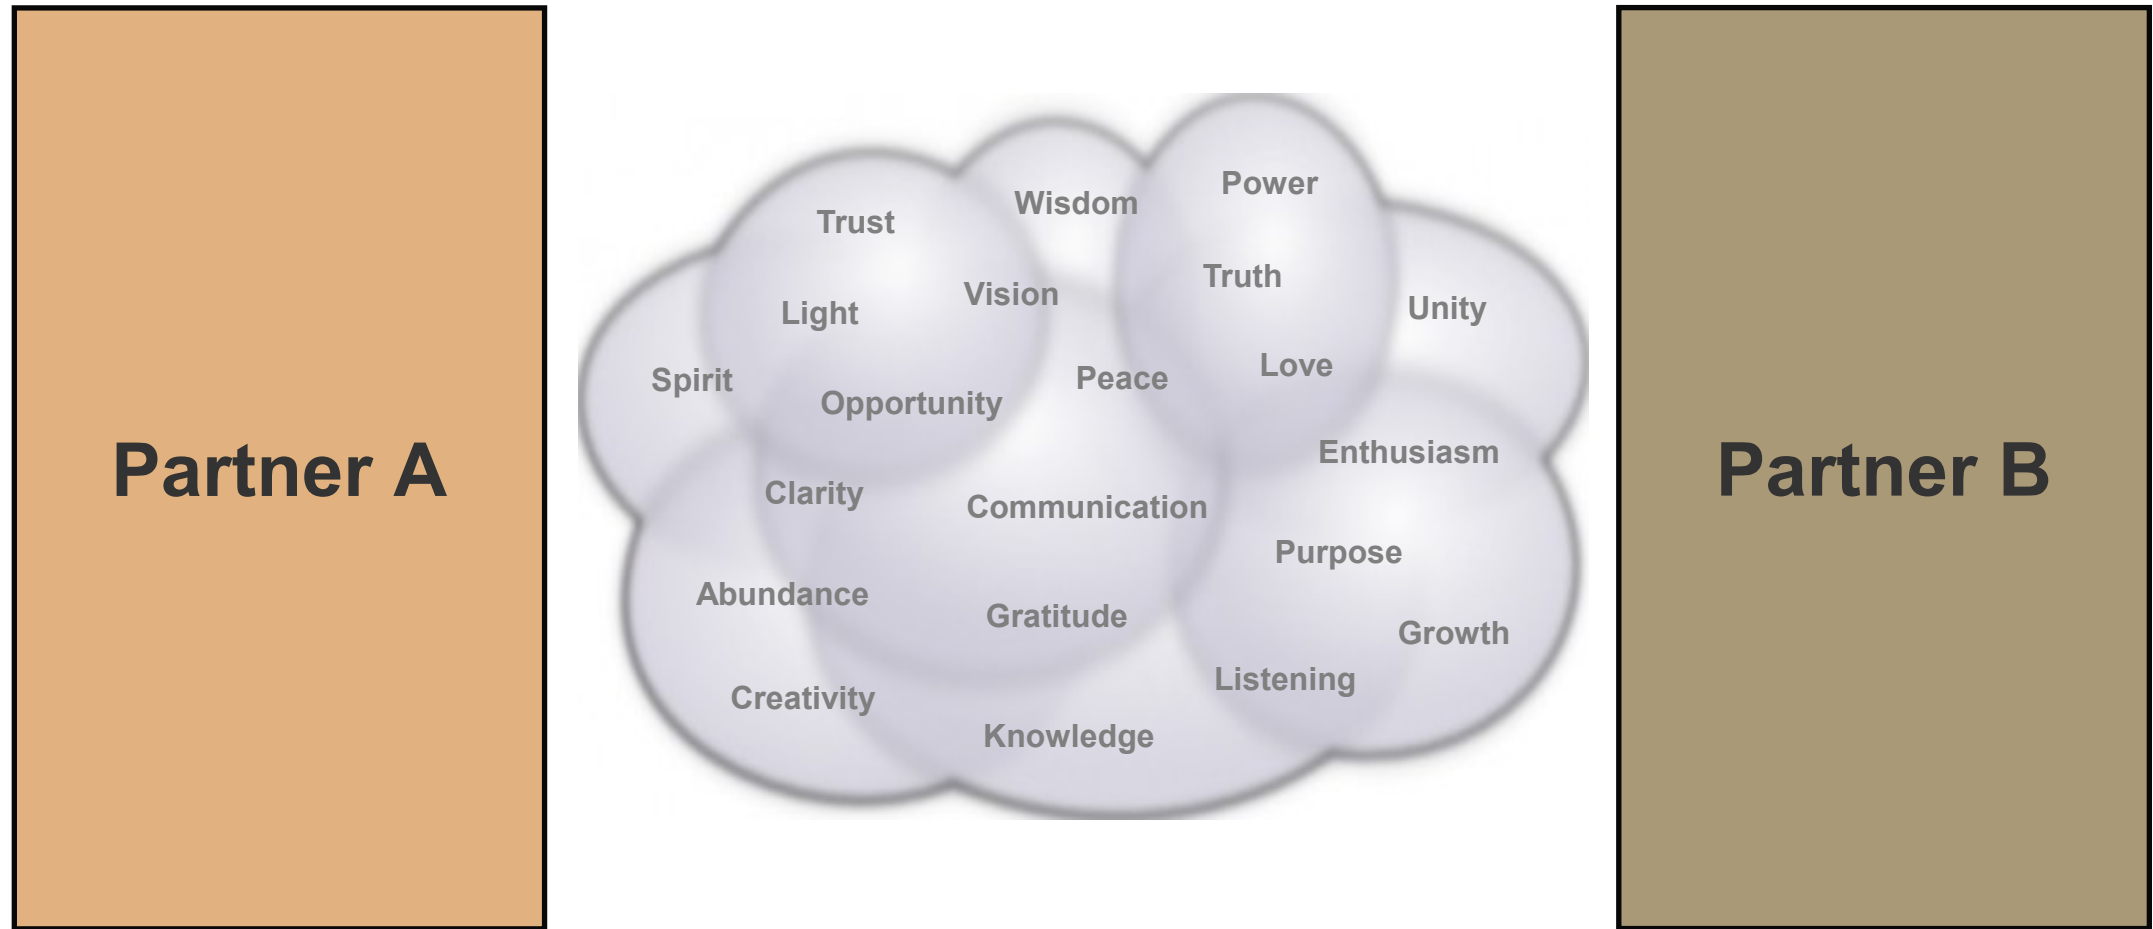 Partner A
Power
Wisdom
Trust
Truth
Vision
Unity
Light
Love
Peace
Spirit
Opportunity
Enthusiasm
Clarity
Communication
Purpose
Abundance
Gratitude
Growth
Listening
Creativity
Knowledge
Partner B